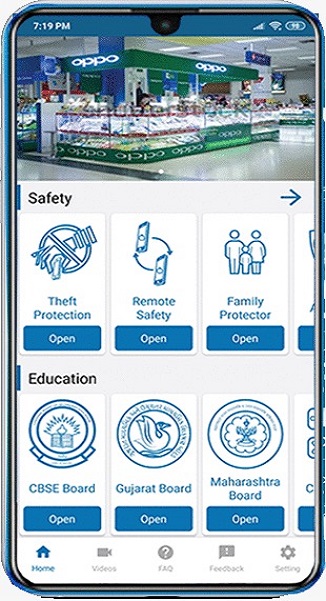 7:19 PM
oppo
oppo
Safety
Theft
Protection
Remote
Safety
Family
Protector
Open
Open
Open
Education
CBSE Board
Gujarat Board
Maharashtra
Board
Open
Open
Open
Home
Videos
FAQ
Feedback
Setting